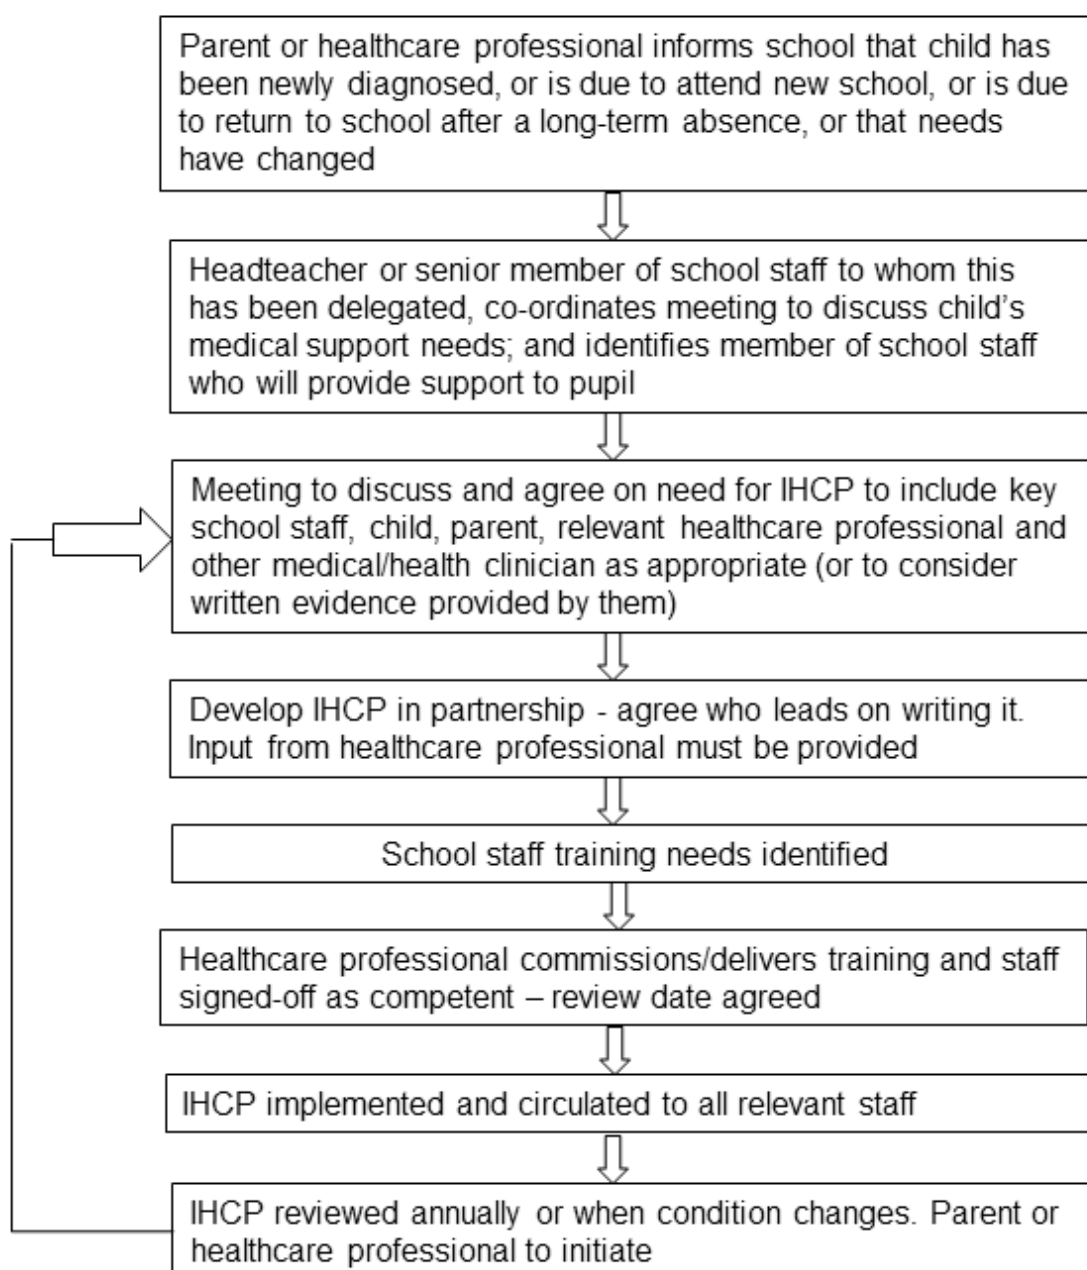 Parent or healthcare professional informs school that child has
been newly diagnosed, or is due to attend new school, or is due
to return to school after a long-term absence, or that needs
have changed
Headteacher or senior member of school staff to whom this
has been delegated, co-ordinates meeting to discuss child’s
medical support needs; and identifies member of school staff
who will provide support to pupil
Meeting to discuss and agree on need for IHCP to include key
school staff, child, parent, relevant healthcare professional and
other medical/health clinician as appropriate (or to consider
written evidence provided by them)
Develop IHCP in partnership - agree who leads on writing it.
Input from healthcare professional must be provided
School staff training needs identified
Healthcare professional commissions/delivers training and staff
signed-off as competent – review date agreed
IHCP implemented and circulated to all relevant staff
IHCP reviewed annually or when condition changes. Parent or
healthcare professional to initiate